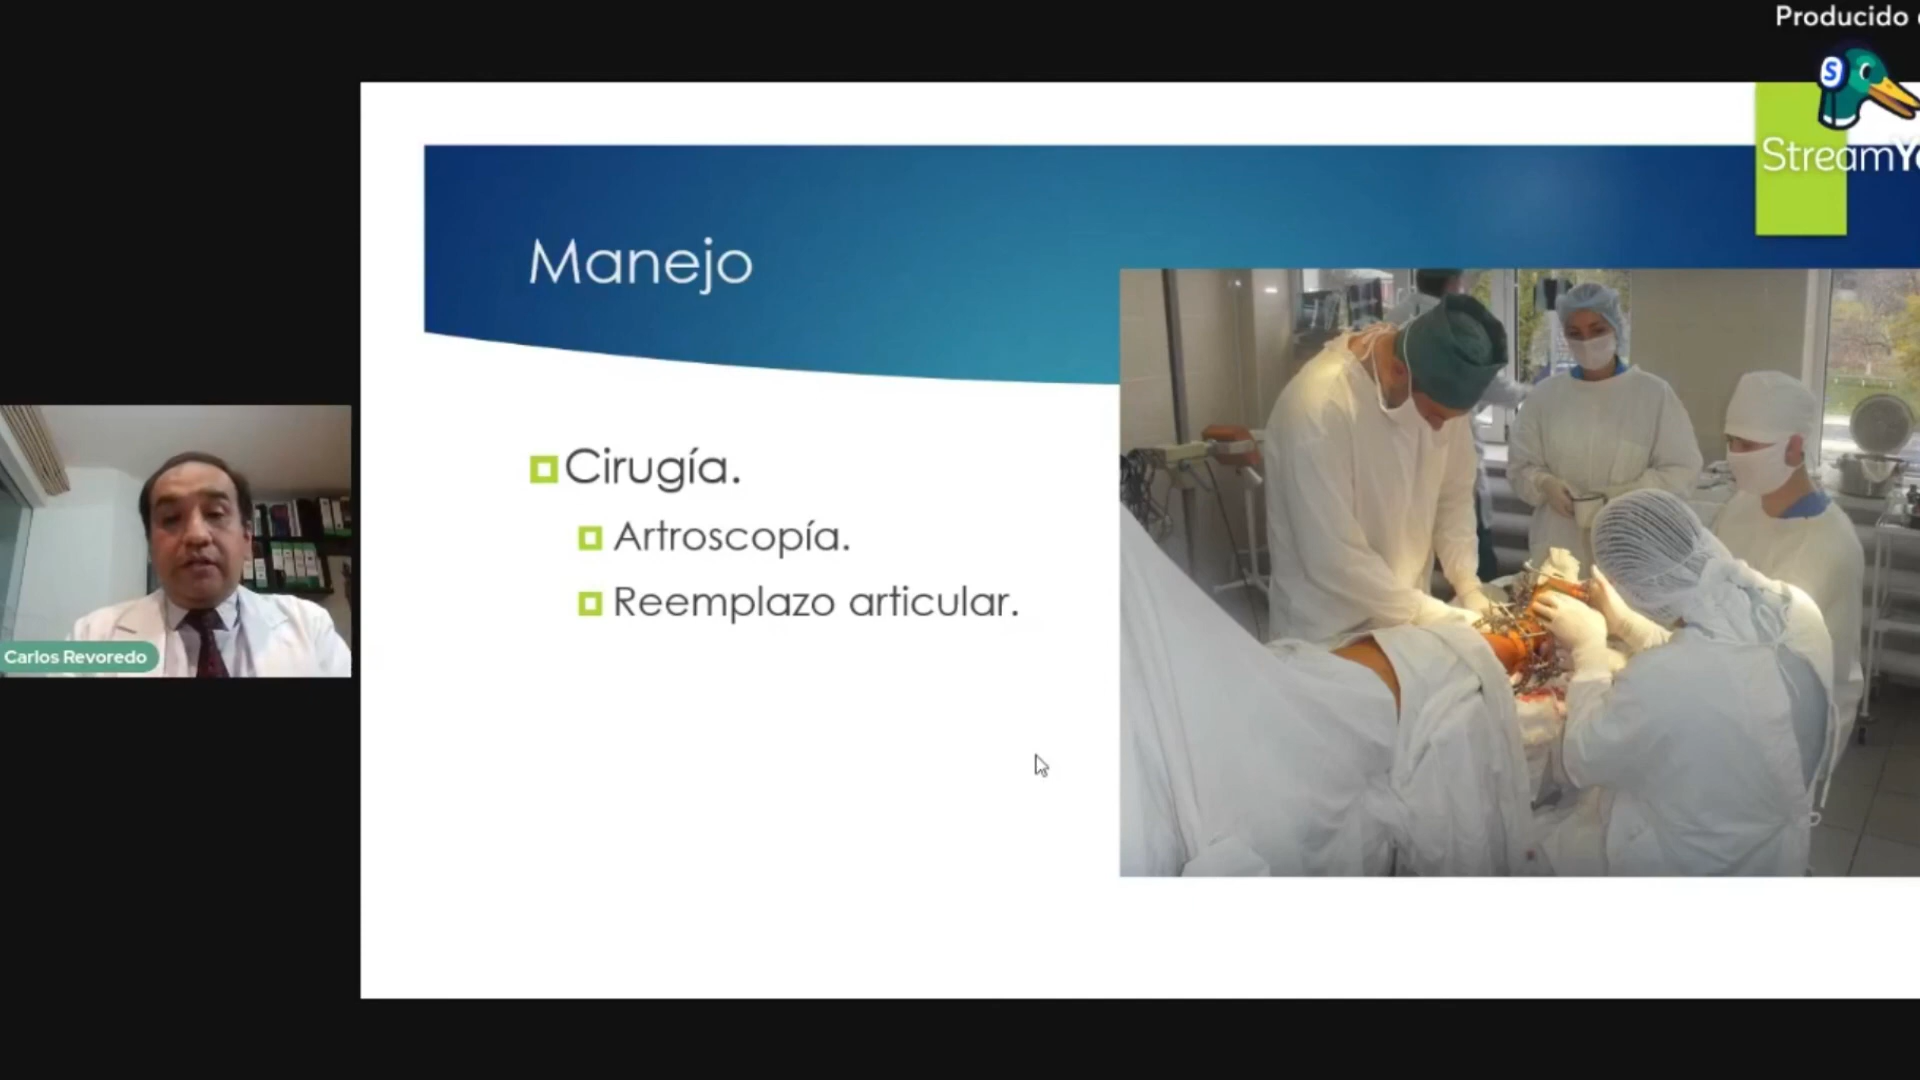 Producido
S
StreamY
Manejo
Cirugía.
Artroscopía.
Reemplazo articular.
Carlos Revoredo